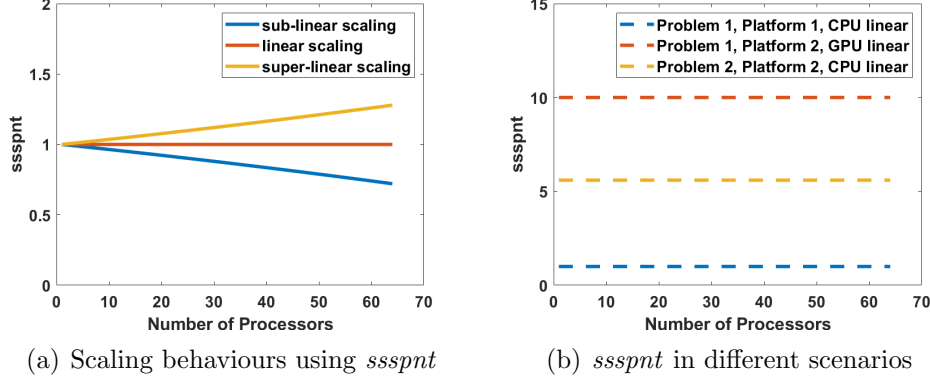 2
1.5
1
0.5
0
sssp​nt
sub-linear scaling
linear scaling
super-linear scaling
0 10 20 30 40 50 60 70
Number of Processors
(a) Scaling behaviours using ssspnt
15
10
5
0
ssspnt
Problem 1, Platform 1, CPU linear
Problem 1, Platform 2, GPU linear
Problem 2, Platform 2, CPU linear
0 10 20 30 40 50 60 70
Number of Processors
(b) ssspnt in different scenarios